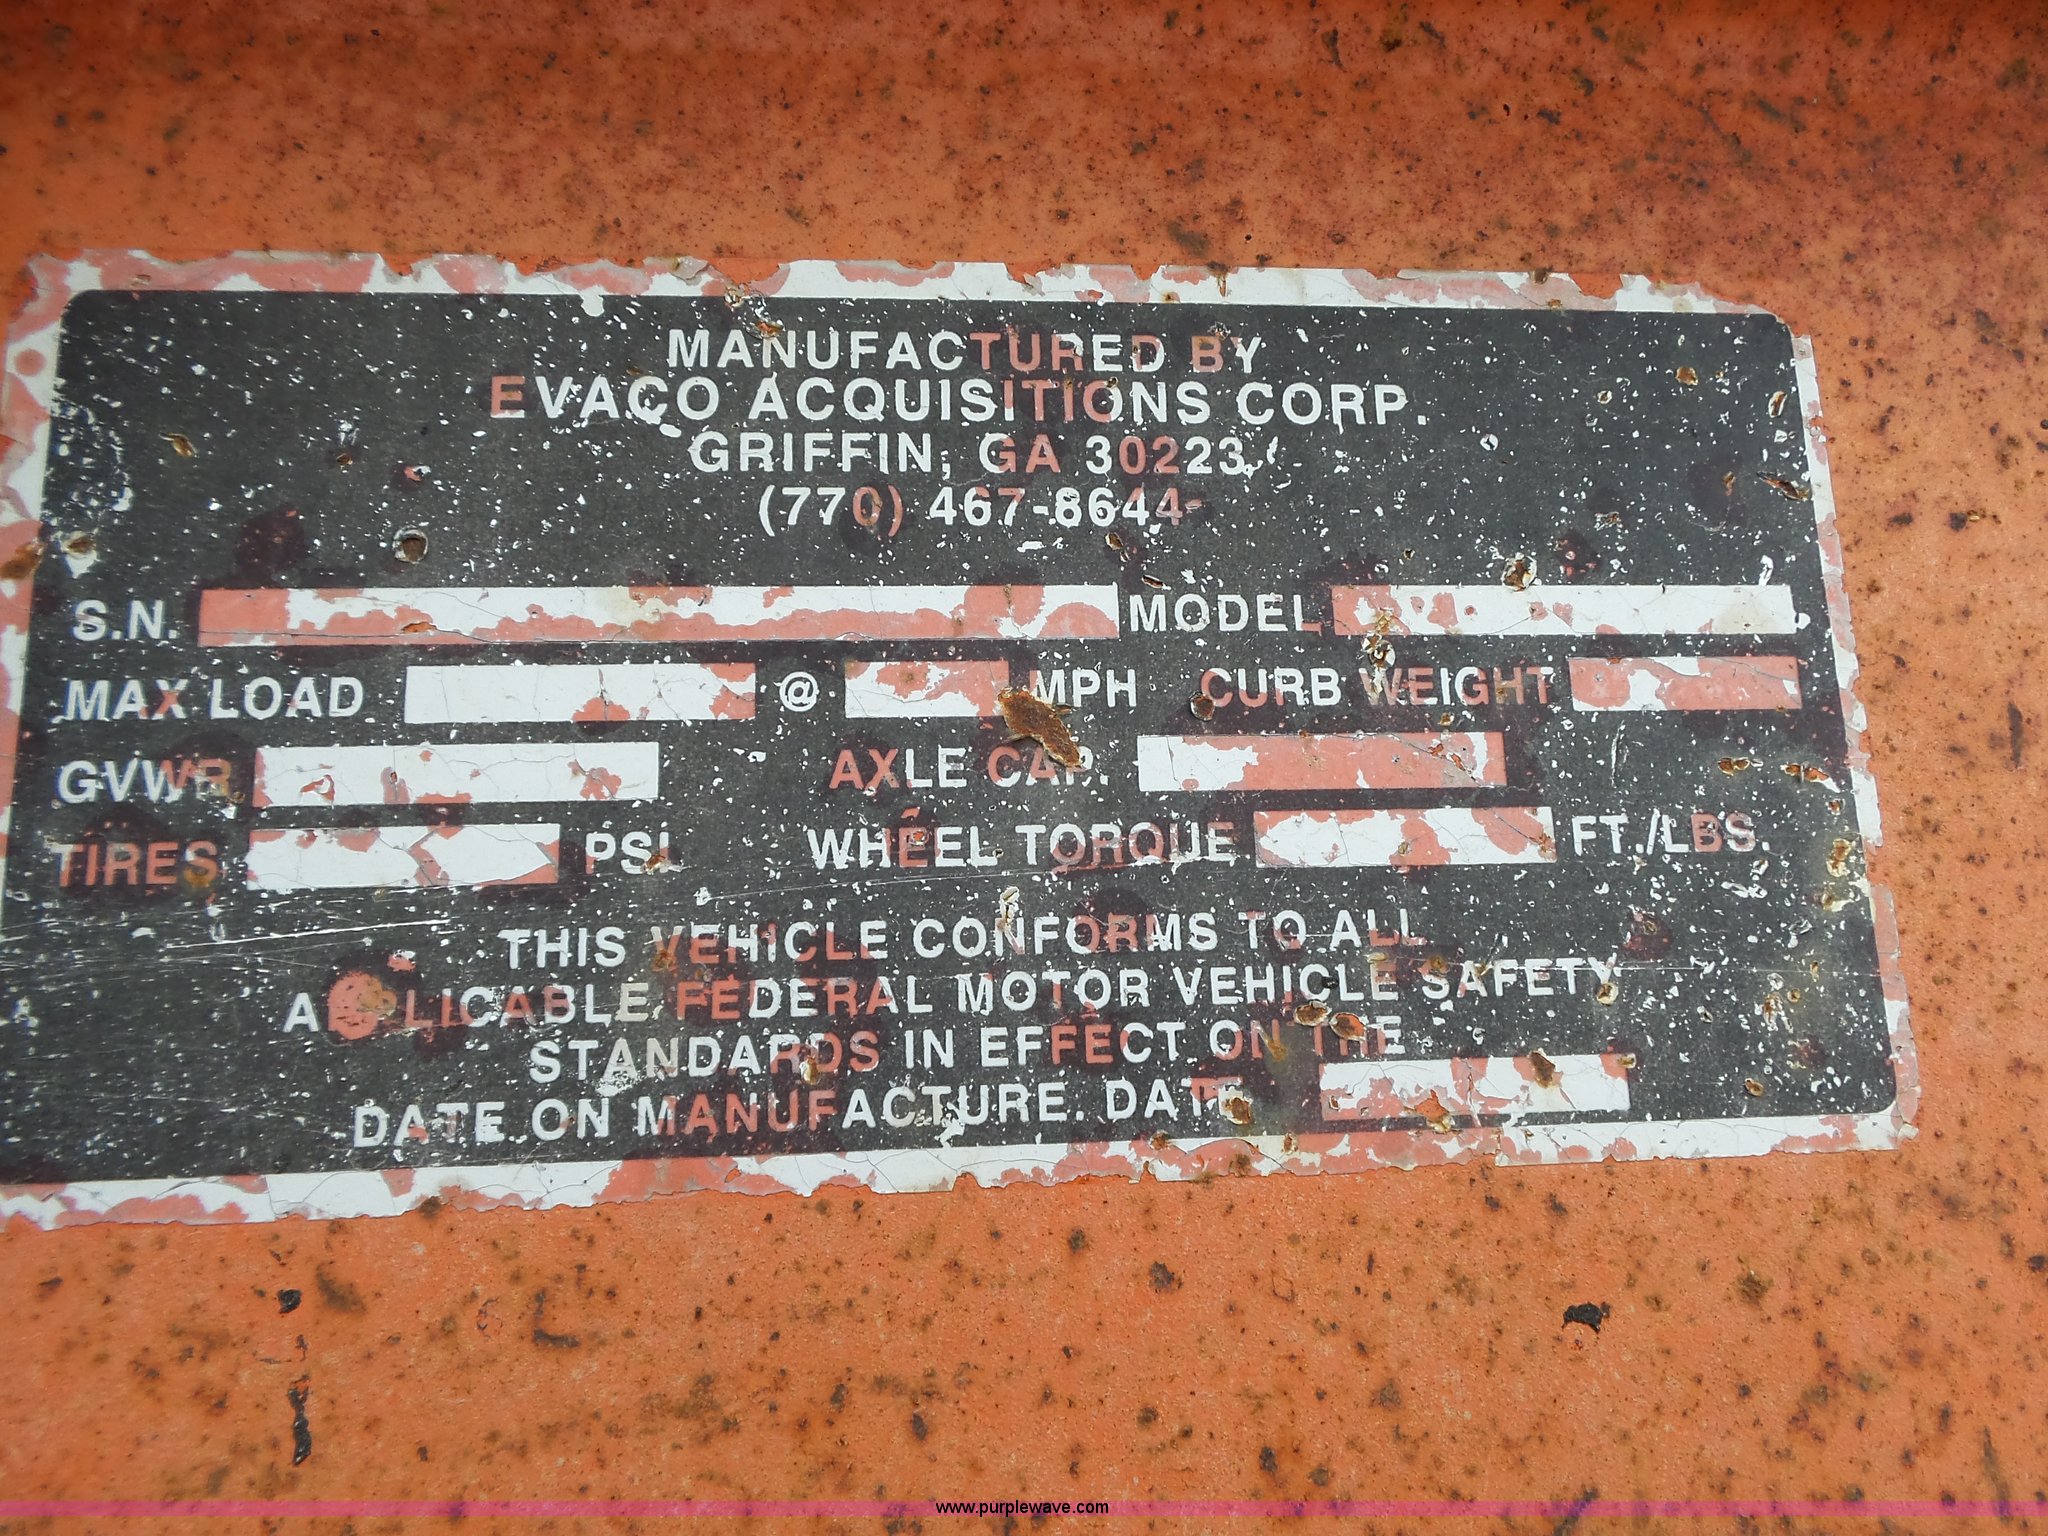 MANUFACTURED BY
EVACO ACQUISITIONS CORP.
GRIFFIN, GA 30223
(770) 467-8644
S.N. MODEL
MAX LOAD @ MPH CURB WEIGHT
GVWR AXLE CAP.
TIRES PSI WHEEL TORQUE FT./LBS.
THIS VEHICLE CONFORMS TO ALL
APPLICABLE FEDERAL MOTOR VEHICLE SAFETY
STANDARDS IN EFFECT ON THE
DATE ON MANUFACTURE. DATE
www.purplewave.com